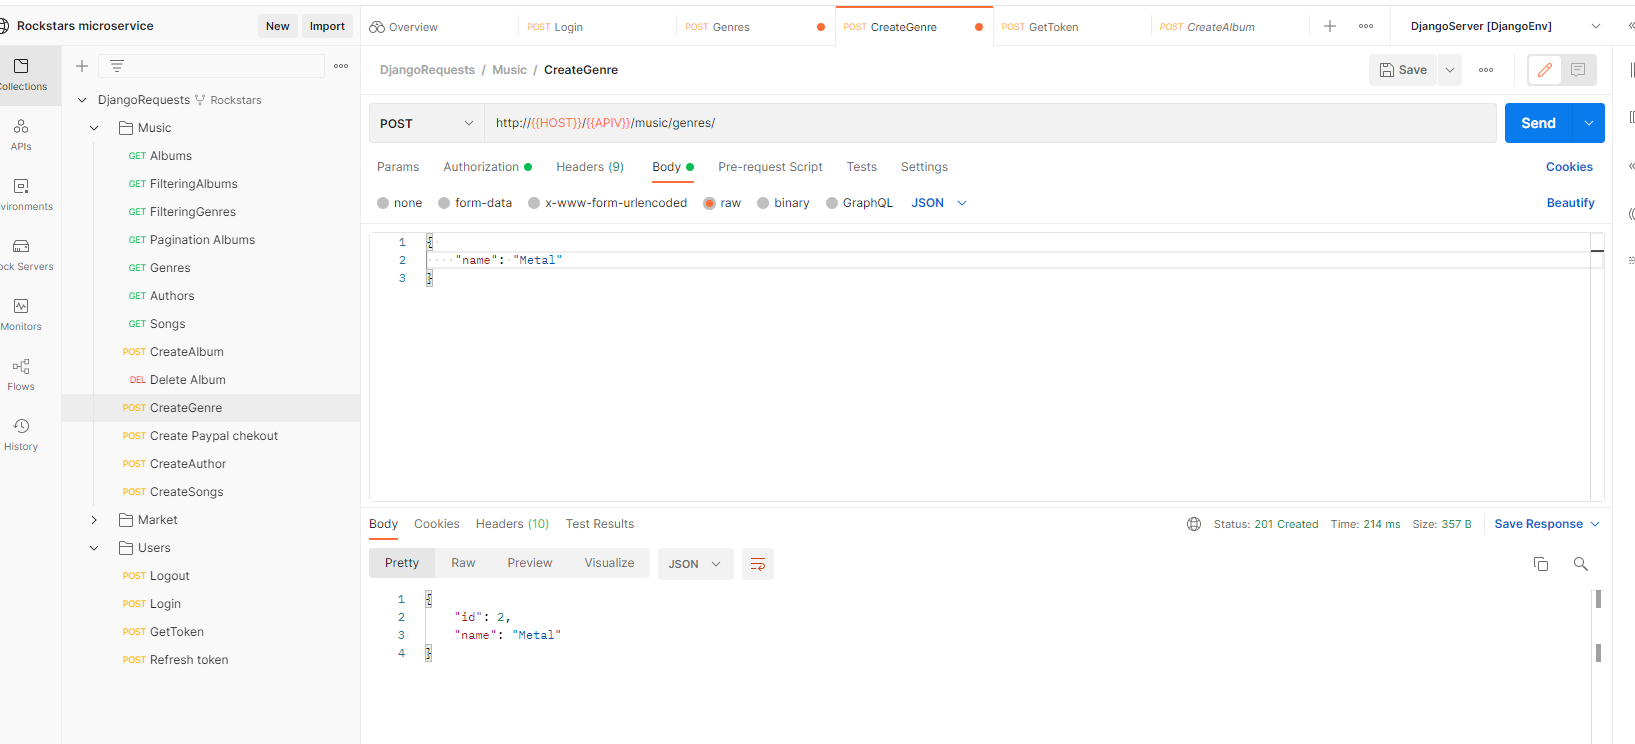 Rockstars microservice New Import
Overview POST Login POST Genres POST CreateGenre POST GetToken POST CreateAlbum DjangoServer [DjangoEnv]
ollections
APIs
vironments
ock Servers
Monitors
Flows
History
DjangoRequests Rockstars
Music
GET Albums
GET FilteringAlbums
GET FilteringGenres
GET Pagination Albums
GET Genres
GET Authors
GET Songs
POST CreateAlbum
DEL Delete Album
POST CreateGenre
POST Create Paypal chekout
POST CreateAuthor
POST CreateSongs
Market
Users
POST Logout
POST Login
POST GetToken
POST Refresh token
DjangoRequests / Music / CreateGenre Save
POST http://{{HOST}}/{{APIV}}/music/genres/ Send
Params Authorization Headers (9) Body Pre-request Script Tests Settings Cookies
none form-data x-www-form-urlencoded raw binary GraphQL JSON Beautify
1 {
2 "name": "Metal"
3 }
Body Cookies Headers (10) Test Results Status: 201 Created Time: 214 ms Size: 357 B Save Response
Pretty Raw Preview Visualize JSON
1 {
2 "id": 2,
3 "name": "Metal"
4 }